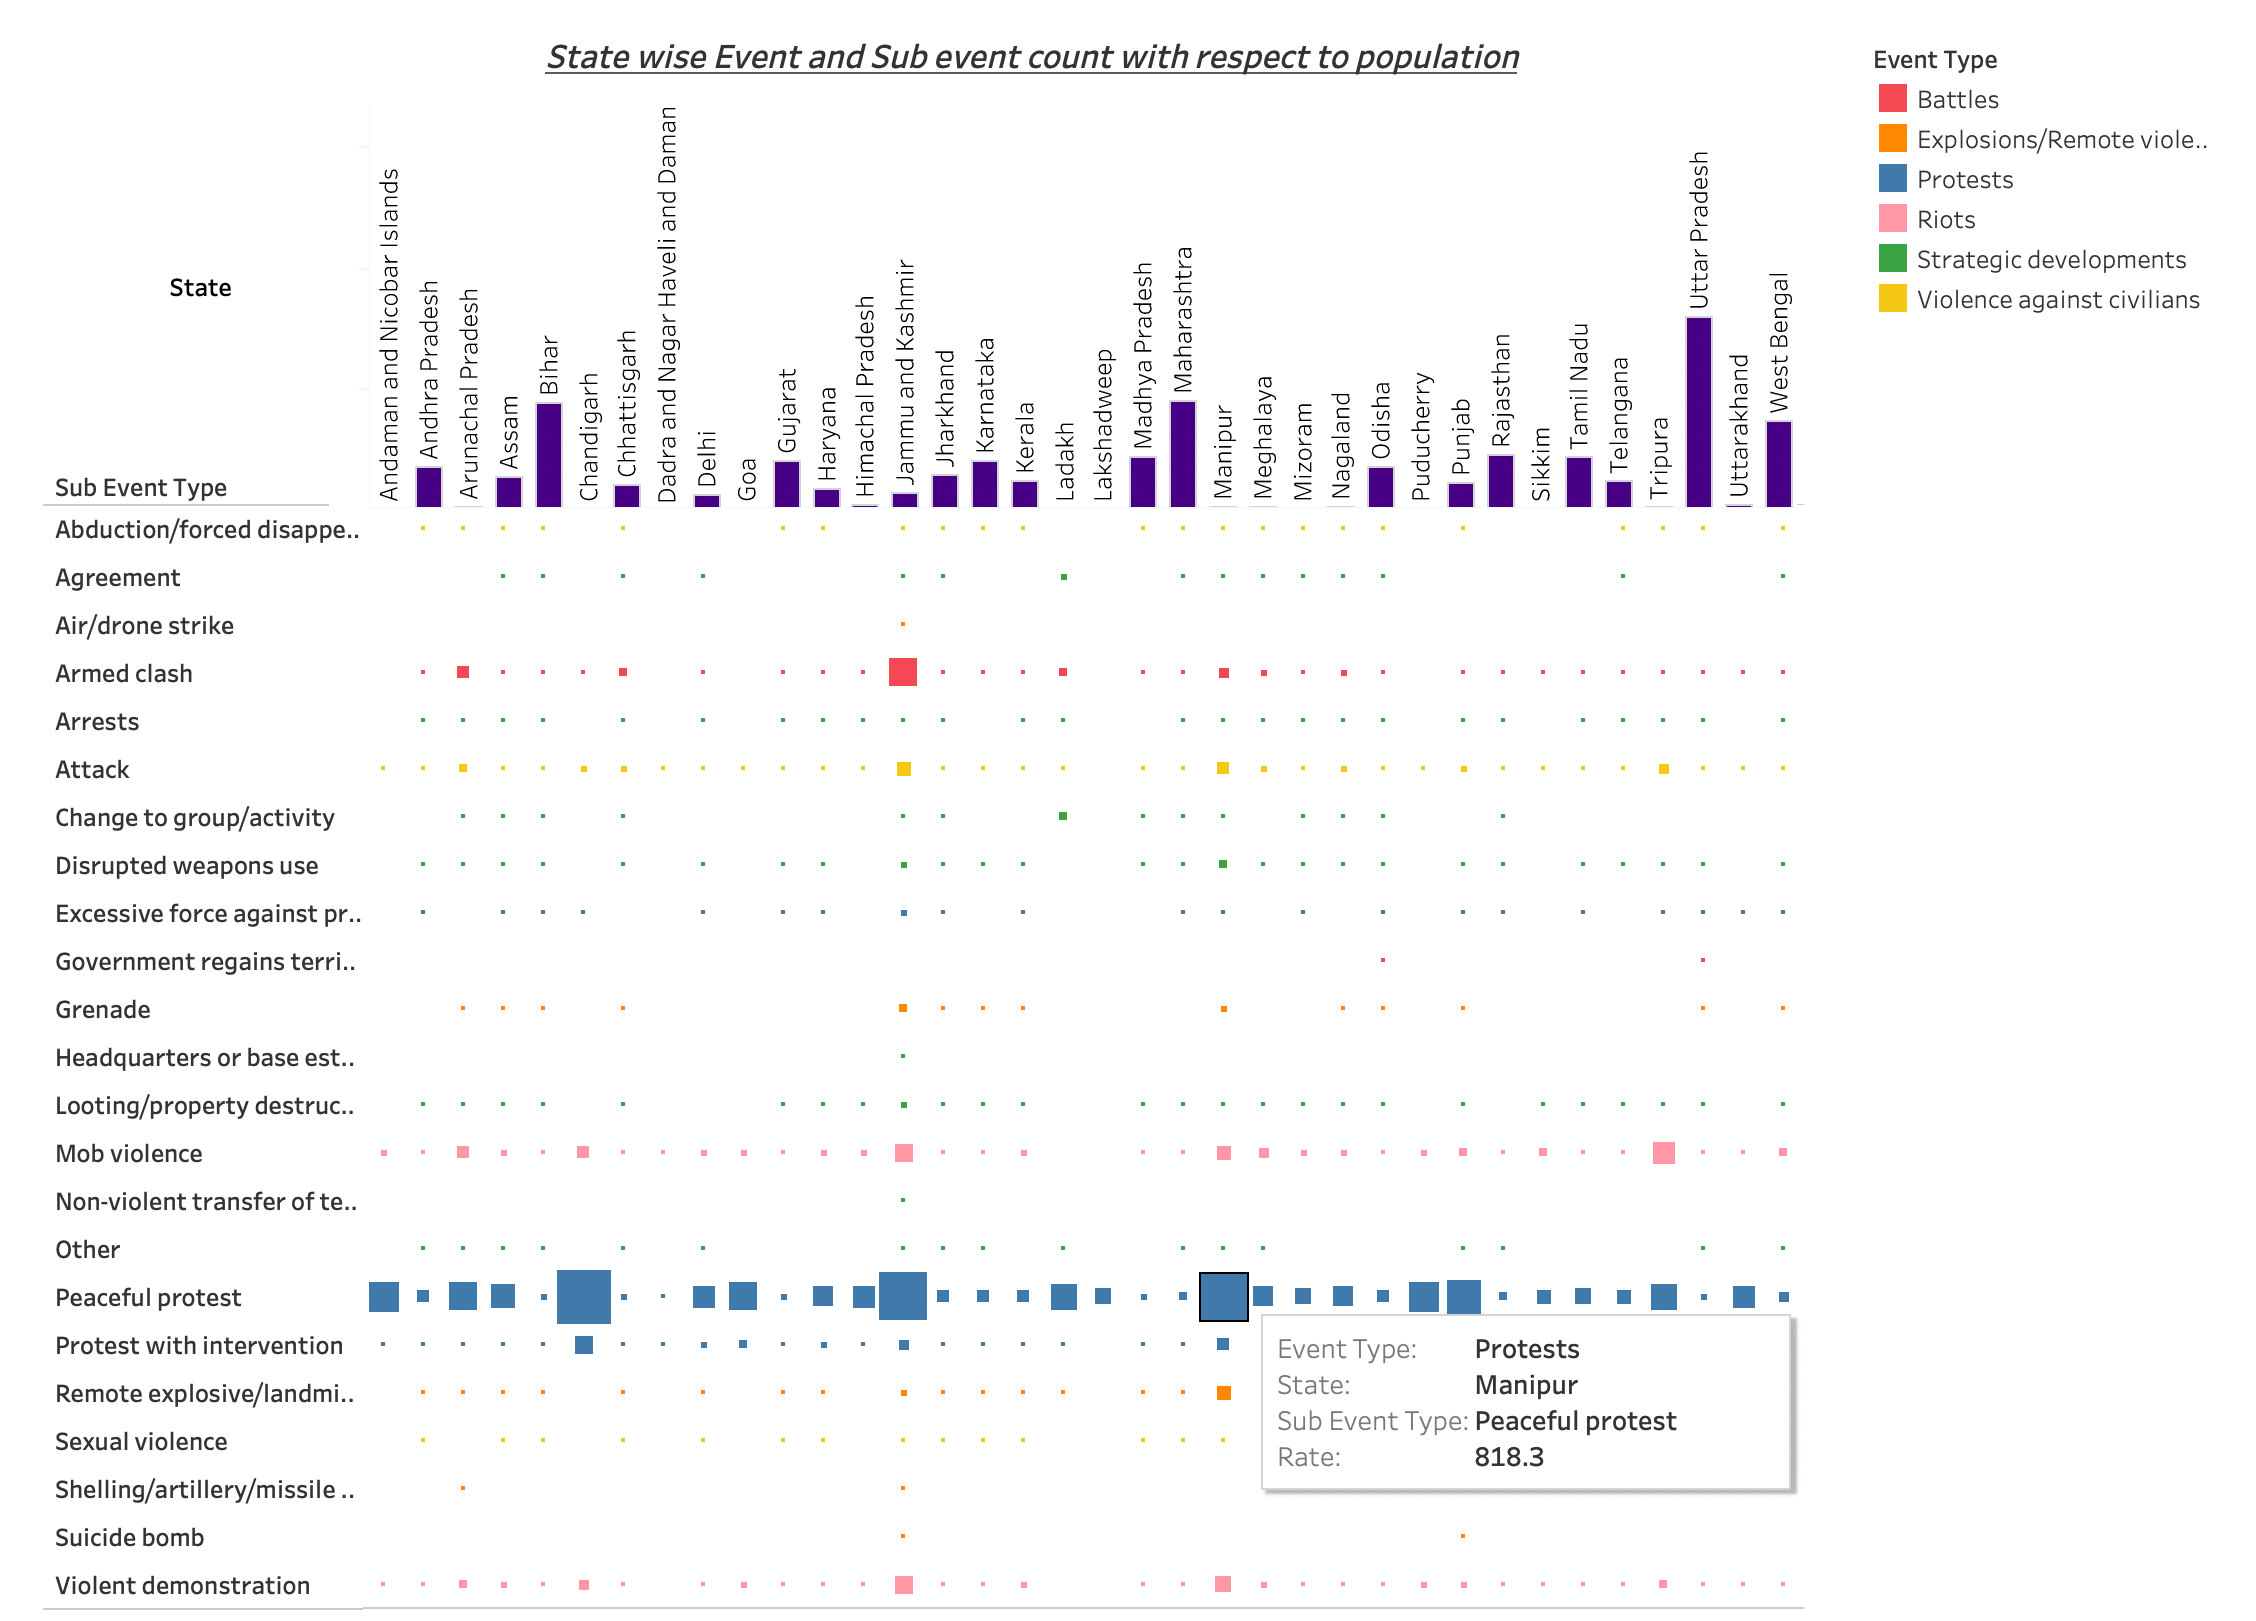 State wise Event and Sub event count with respect to population
Event Type
Battles
Explosions/Remote viole..
Protests
Riots
Strategic developments
Violence against civilians
State
Andaman and Nicobar Islands
Andhra Pradesh
Arunachal Pradesh
Assam
Bihar
Chandigarh
Chhattisgarh
Dadra and Nagar Haveli and Daman
Delhi
Goa
Gujarat
Haryana
Himachal Pradesh
Jammu and Kashmir
Jharkhand
Karnataka
Kerala
Ladakh
Lakshadweep
Madhya Pradesh
Maharashtra
Manipur
Meghalaya
Mizoram
Nagaland
Odisha
Puducherry
Punjab
Rajasthan
Sikkim
Tamil Nadu
Telangana
Tripura
Uttar Pradesh
Uttarakhand
West Bengal
Sub Event Type
Abduction/forced disappe..
Agreement
Air/drone strike
Armed clash
Arrests
Attack
Change to group/activity
Disrupted weapons use
Excessive force against pr..
Government regains terri..
Grenade
Headquarters or base est..
Looting/property destruc..
Mob violence
Non-violent transfer of te..
Other
Peaceful protest
Protest with intervention
Remote explosive/landmi..
Sexual violence
Shelling/artillery/missile ..
Suicide bomb
Violent demonstration
Event Type: Protests
State: Manipur
Sub Event Type: Peaceful protest
Rate: 818.3